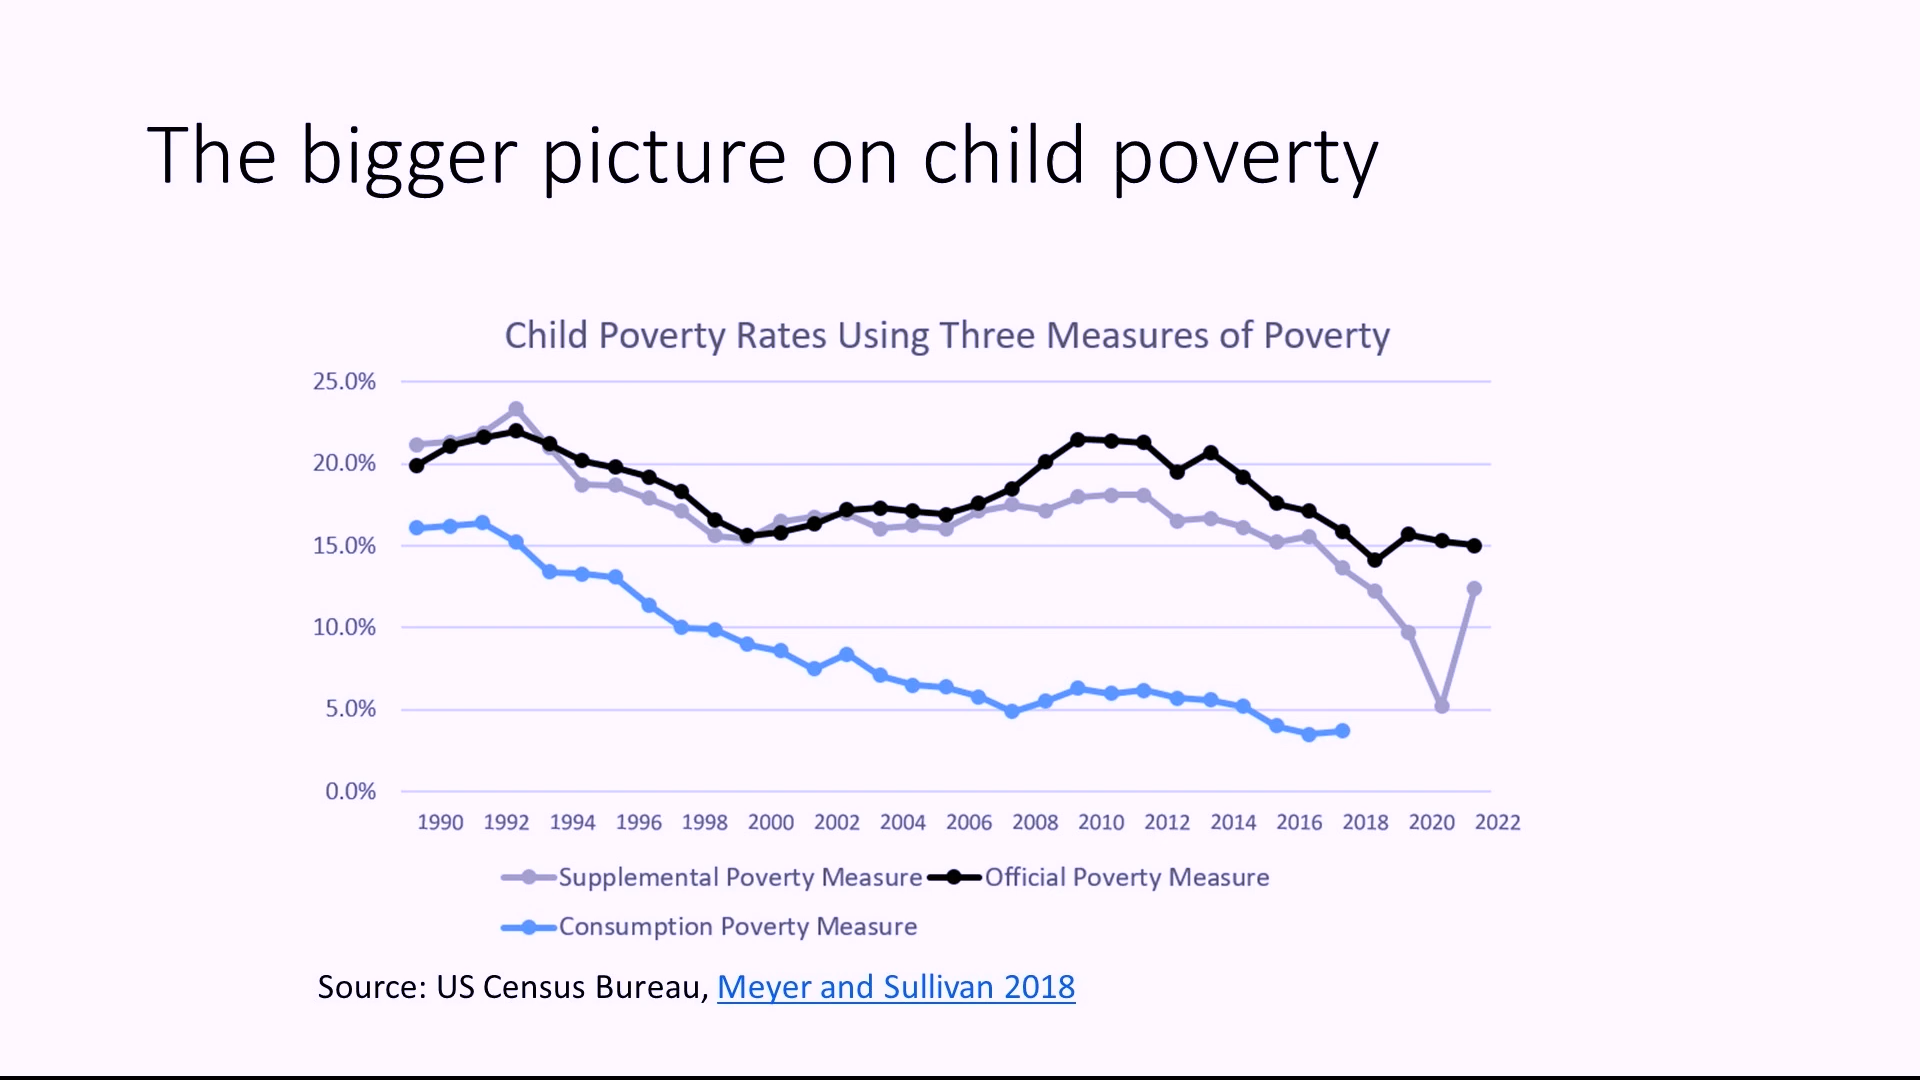 The bigger picture on child poverty
Child Poverty Rates Using Three Measures of Poverty
25.0%
20.0%
15.0%
10.0%
5.0%
0.0%
1990 1992 1994 1996 1998 2000 2002 2004 2006 2008 2010 2012 2014 2016 2018 2020 2022
Supplemental Poverty Measure Official Poverty Measure
Consumption Poverty Measure
Source: US Census Bureau, Meyer and Sullivan 2018